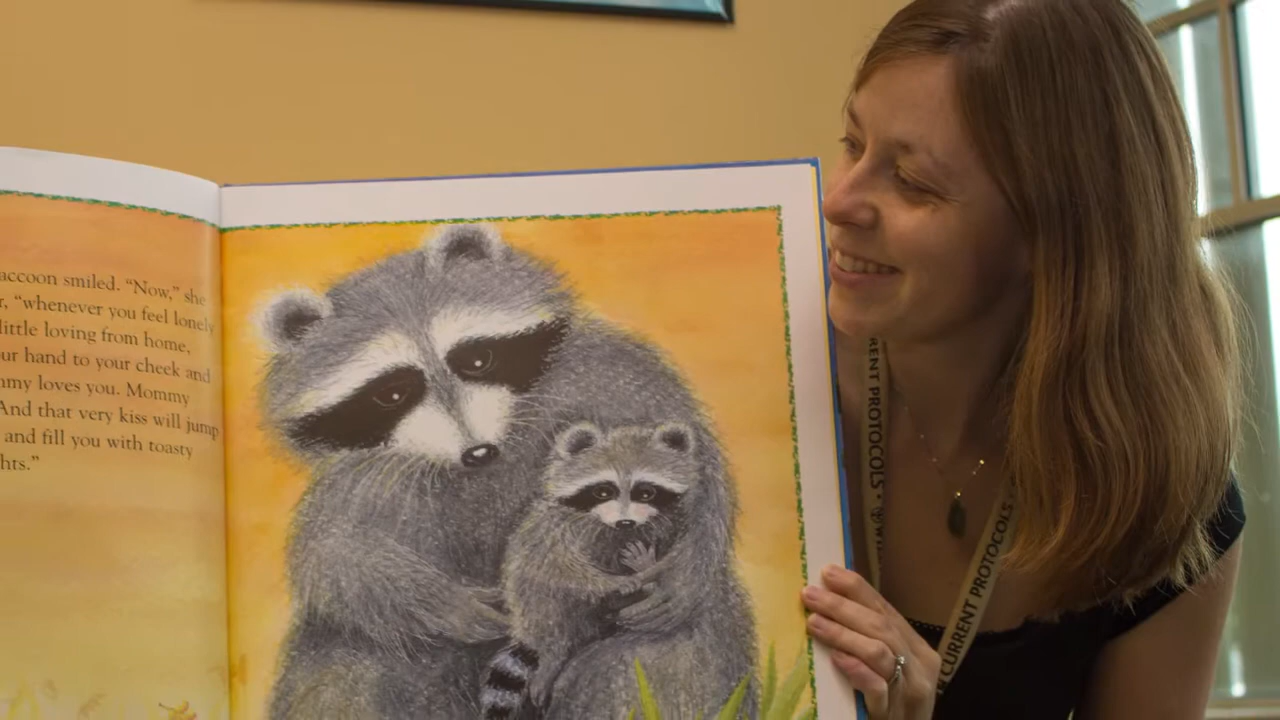 accoon smiled. "Now," she
r, "whenever you feel lonely
little loving from home,
ur hand to your cheek and
mmy loves you. Mommy
And that very kiss will jump
and fill you with toasty
hts."
RENT PROTOCOLS • W
CURRENT PROTOCOLS